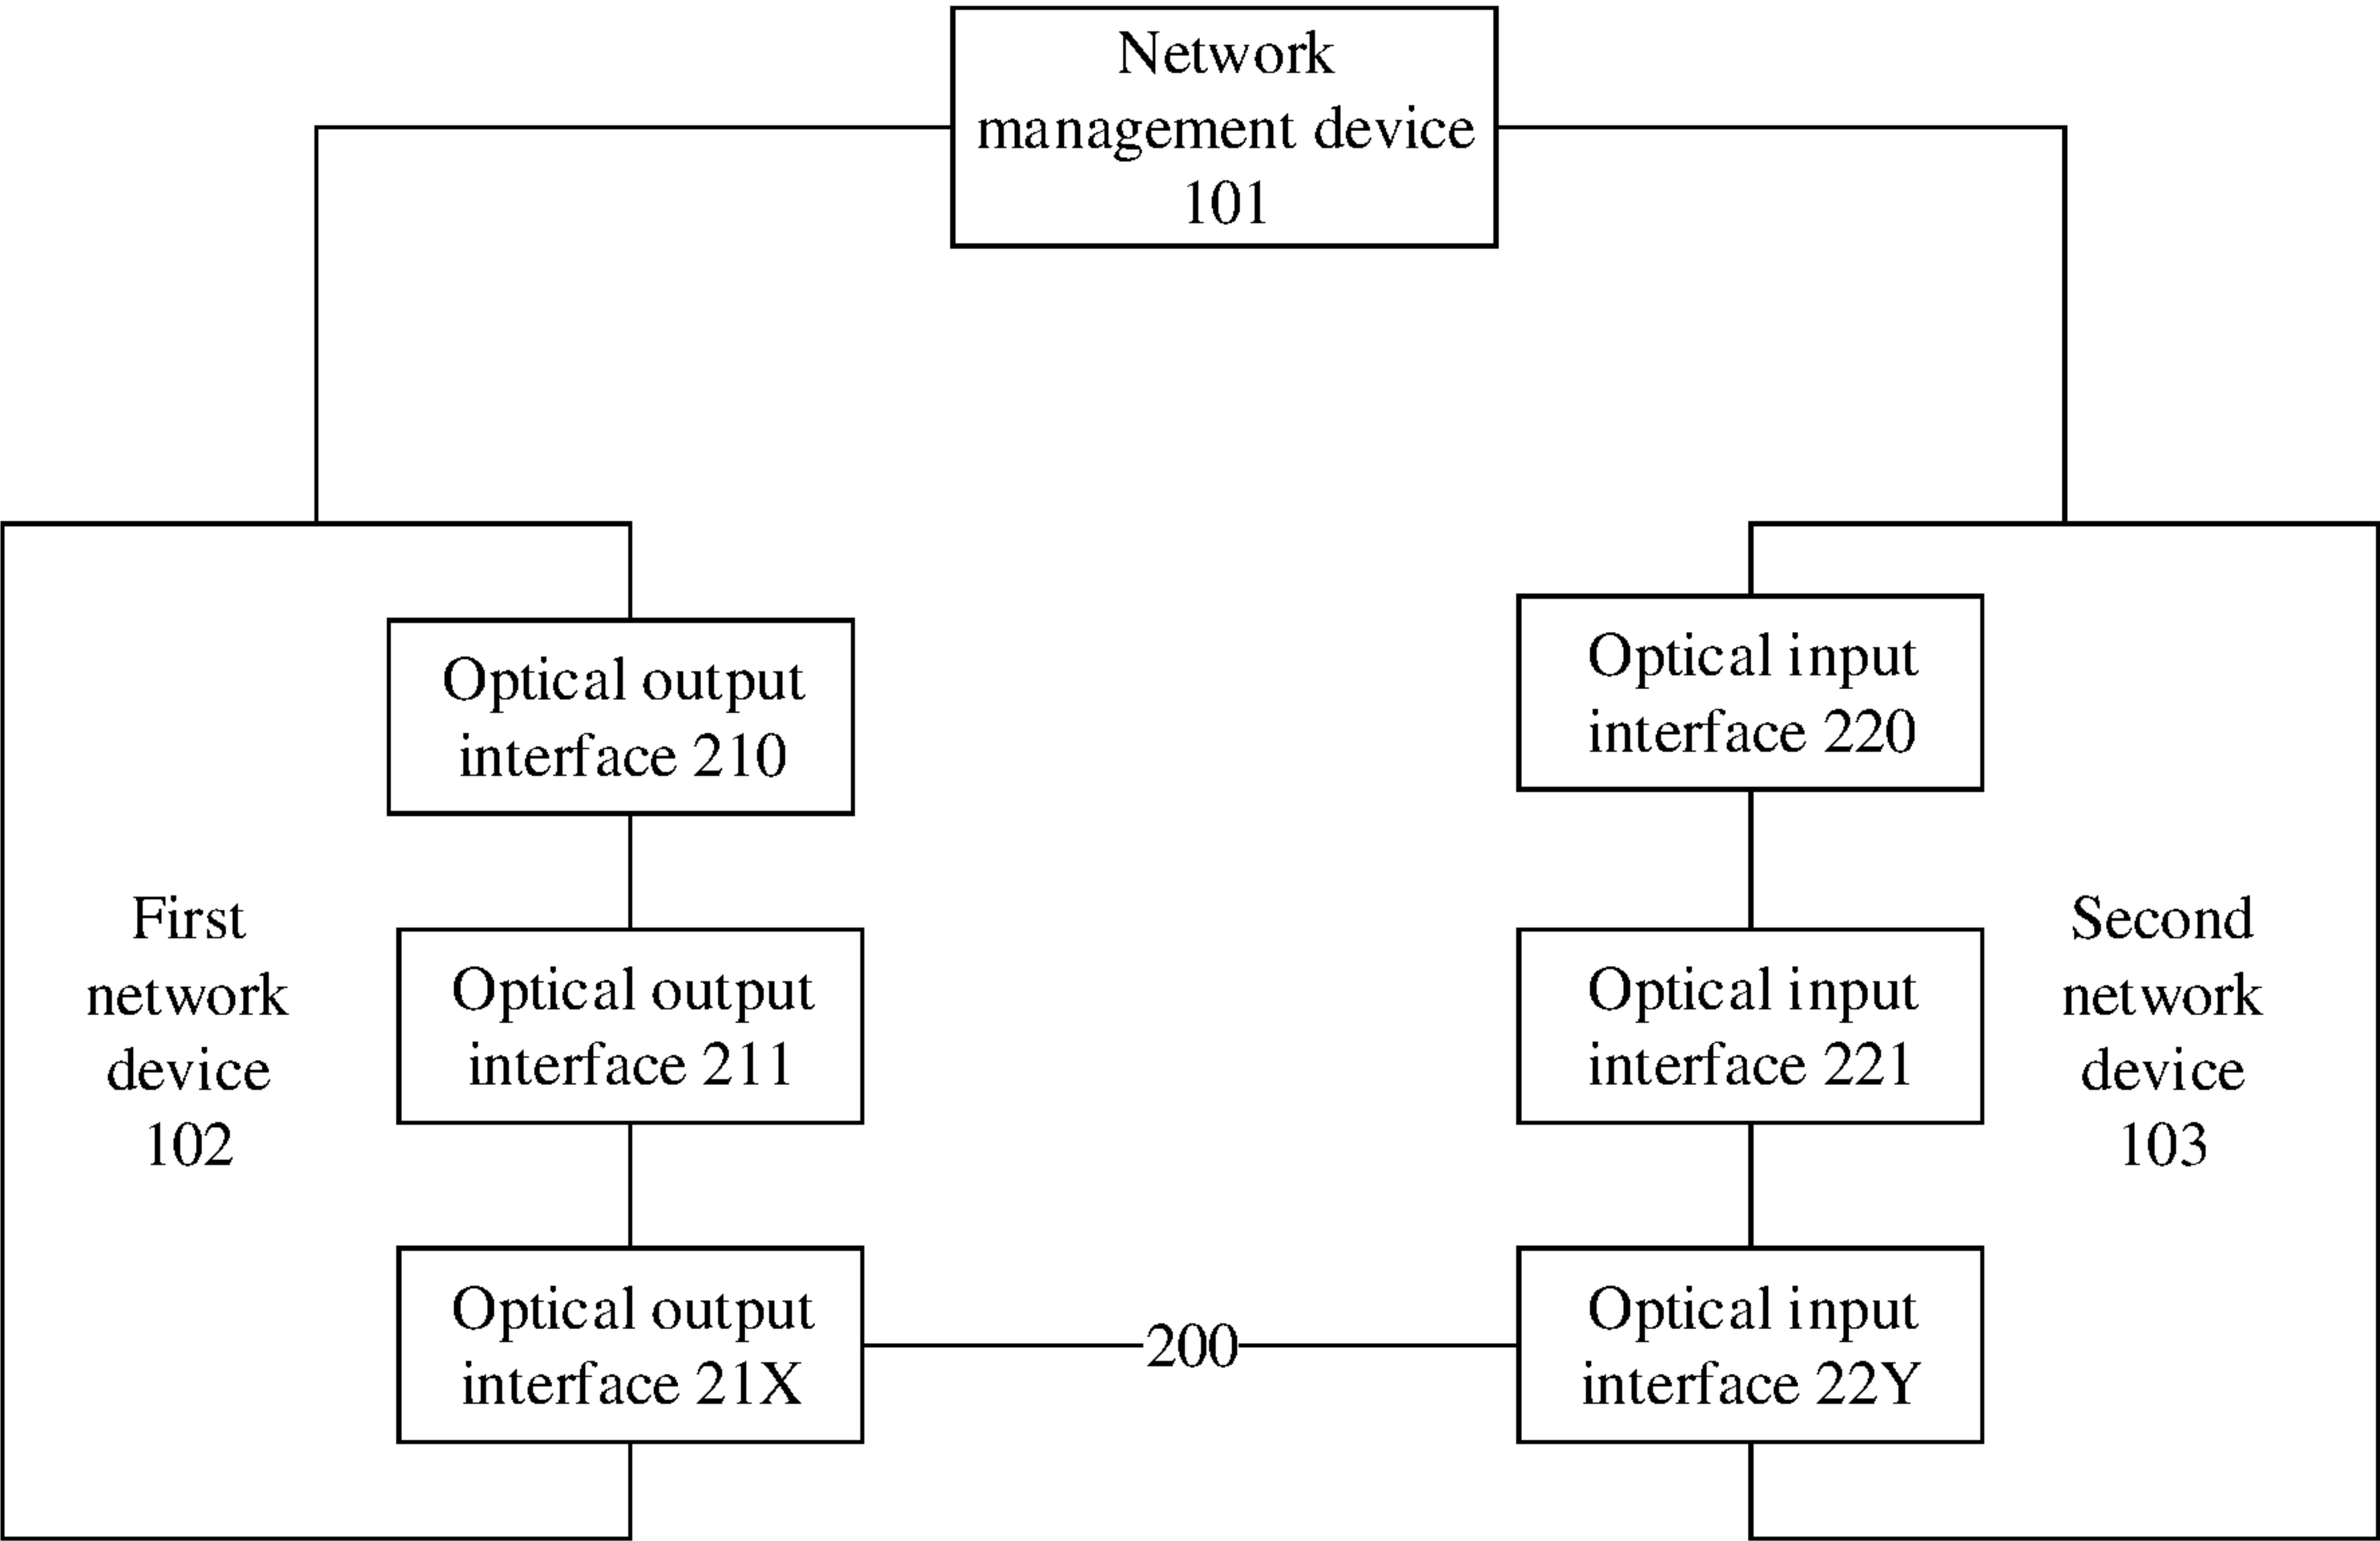 Network
management device
101
Optical output
interface 210
Optical input
interface 220
First
network
device
102
Optical output
interface 211
Optical input
interface 221
Second
network
device
103
Optical output
interface 21X
200
Optical input
interface 22Y